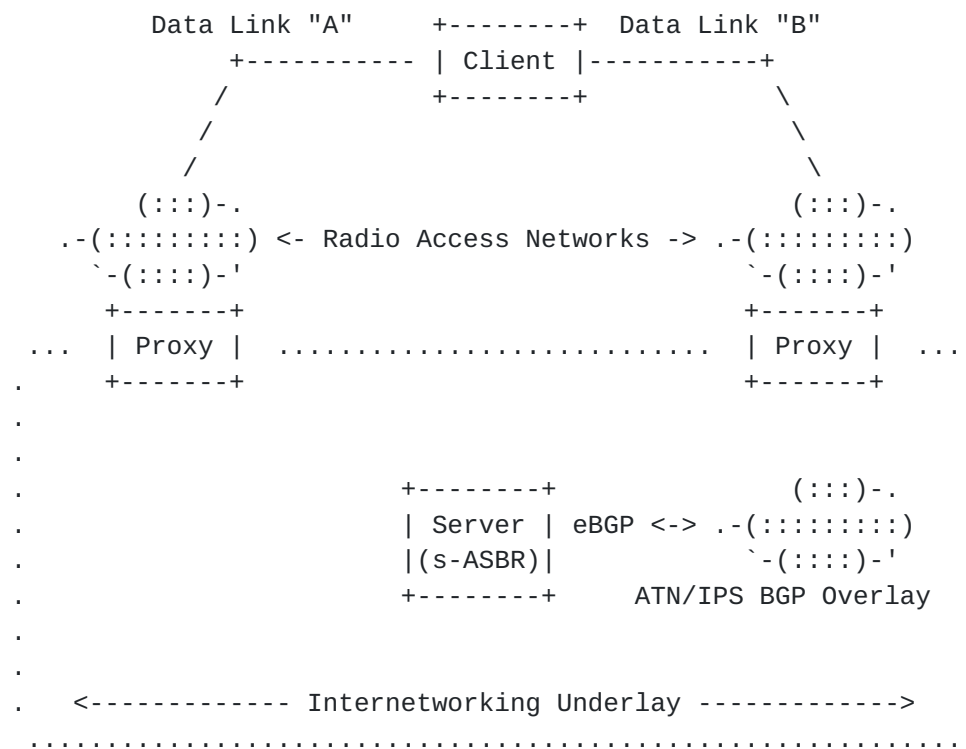 Data Link "A"      +--------+  Data Link "B"
+----------- | Client |-----------+
/             +--------+            \
/                                      \
/                                        \
(:::)-.                                    (:::)-.
.-(:::::::::) <- Radio Access Networks -> .-(:::::::::)
`-(::::)-'                                 `-(::::)-'
+-------+                                 +-------+
...  | Proxy |  ............................  | Proxy |  ...
.     +-------+                                 +-------+
.
.
.                         +--------+               (:::)-.
.                         | Server | eBGP <-> .-(:::::::::)
.                         |(s-ASBR)|            `-(::::)-'
.                         +--------+     ATN/IPS BGP Overlay
.
.
.   <------------- Internetworking Underlay ------------->
............................................................